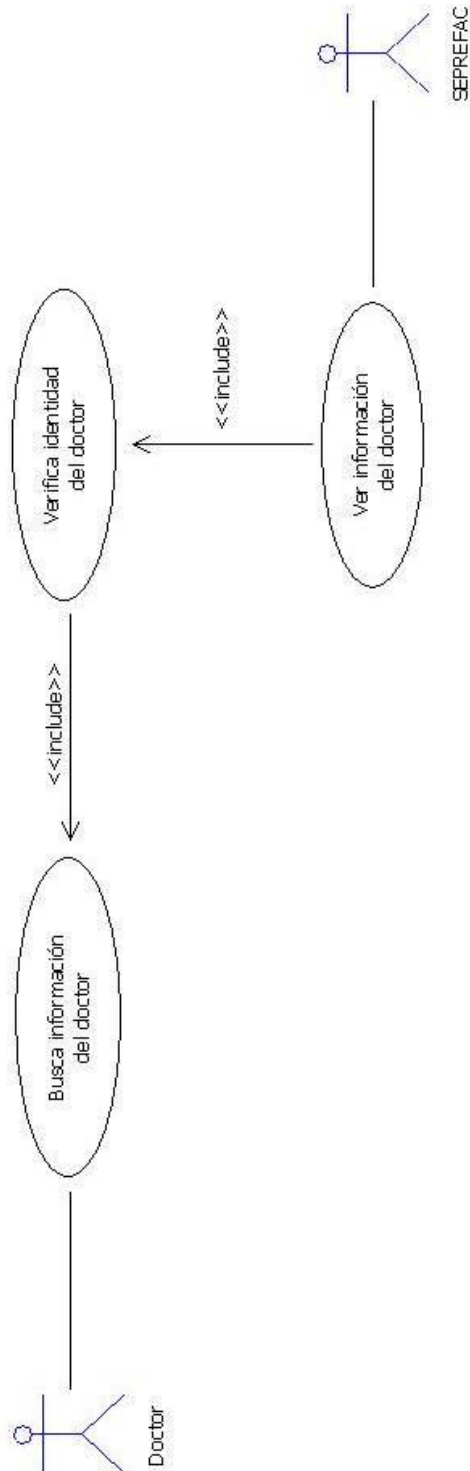 SEPREFAC
<<include>>
Verifica identidad
del doctor
Ver información
del doctor
<<include>>
Busca información
del doctor
Doctor